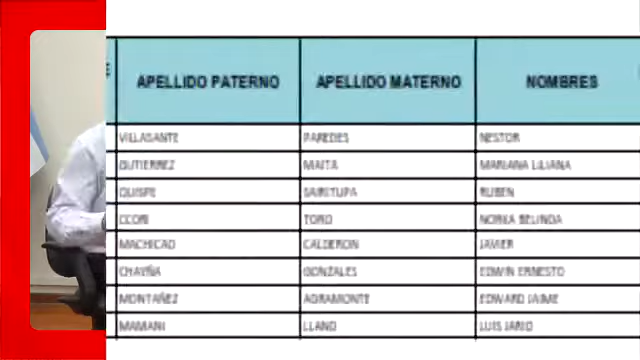 APELLIDO PATERNO APELLIDO MATERNO NOMBRES
VILLASANTE PAREDES NESTOR
GUTIERREZ MAITA MARIANA LILIANA
QUISPE SAIRITUPA RUBEN
CCORI TORO NORKA BELINDA
MACHICAO CALDERON JAVIER
CHAVIÑA GONZALES EDWIN ERNESTO
MONTAÑEZ AGRAMONTE EDWARD JAIME
MAMANI LLANO LUIS